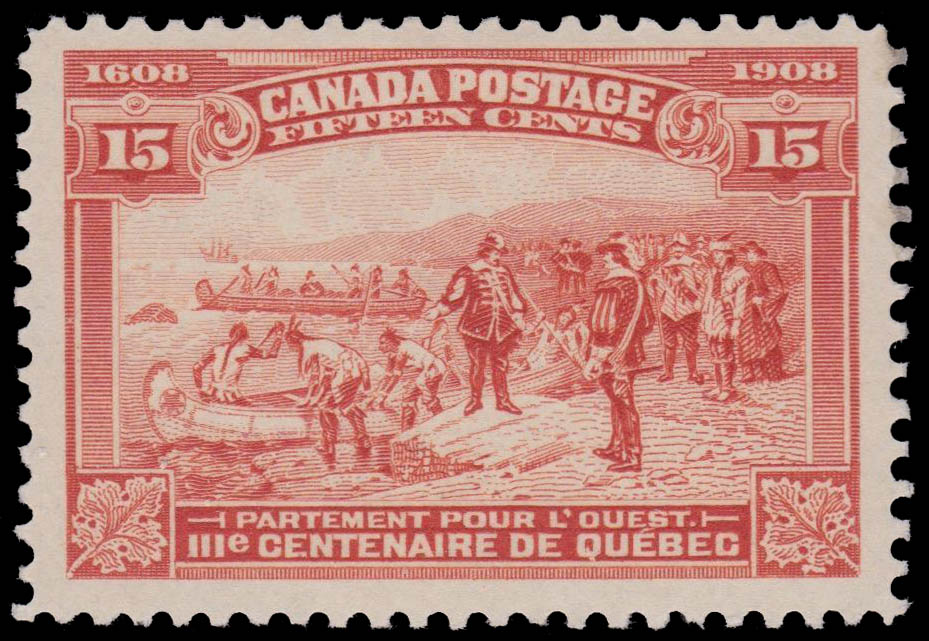 1608 1908
CANADA POSTAGE
FIFTEEN CENTS
15 15
PARTEMENT POUR L'OUEST.
IIIe CENTENAIRE DE QUÉBEC